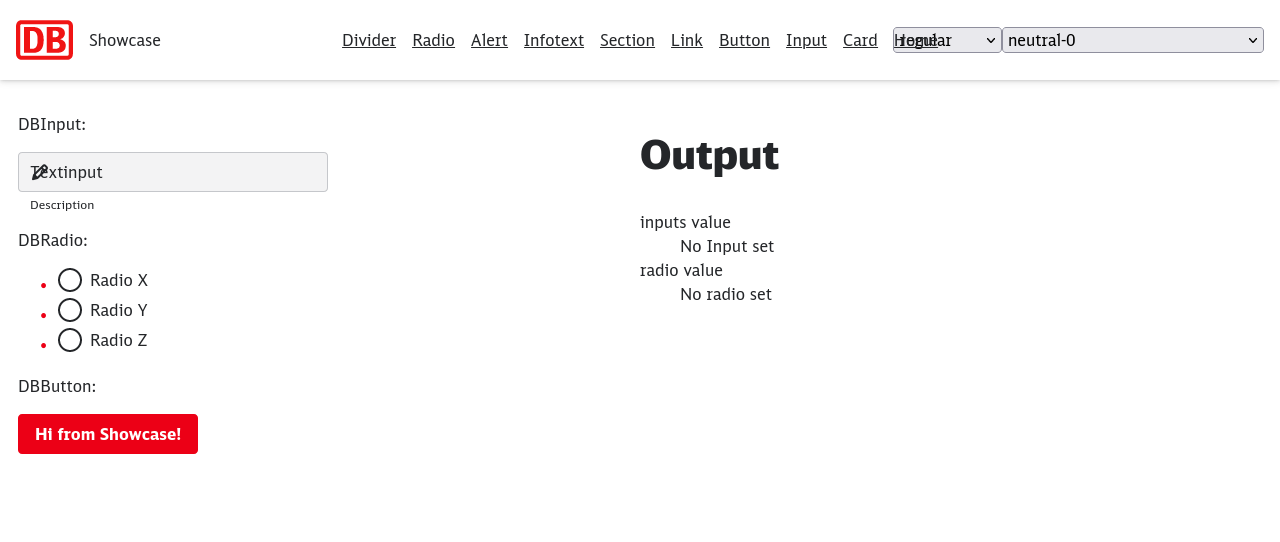 DB Showcase Divider Radio Alert Infotext Section Link Button Input Card Home regular neutral-0
DBInput:
Textinput
Description
DBRadio:
Radio X
Radio Y
Radio Z
DBButton:
Hi from Showcase!
Output
inputs value
No Input set
radio value
No radio set